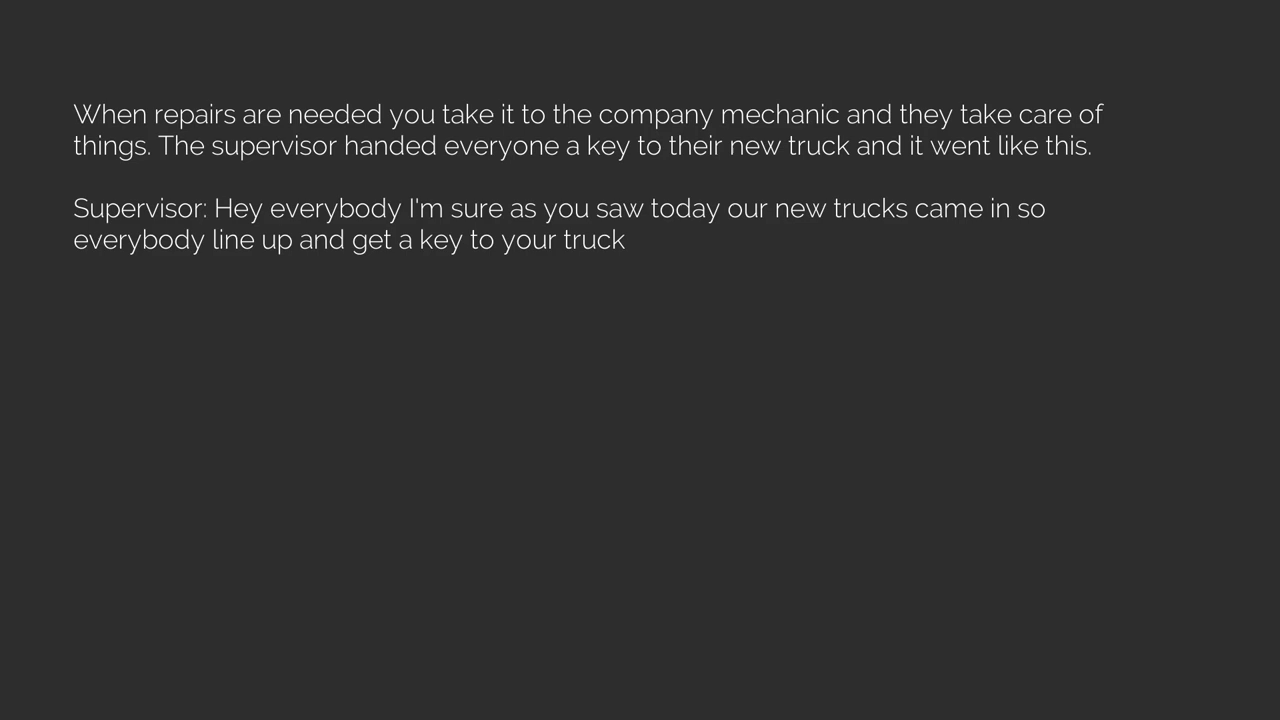 When repairs are needed you take it to the company mechanic and they take care of
things. The supervisor handed everyone a key to their new truck and it went like this.
Supervisor: Hey everybody I'm sure as you saw today our new trucks came in so
everybody line up and get a key to your truck